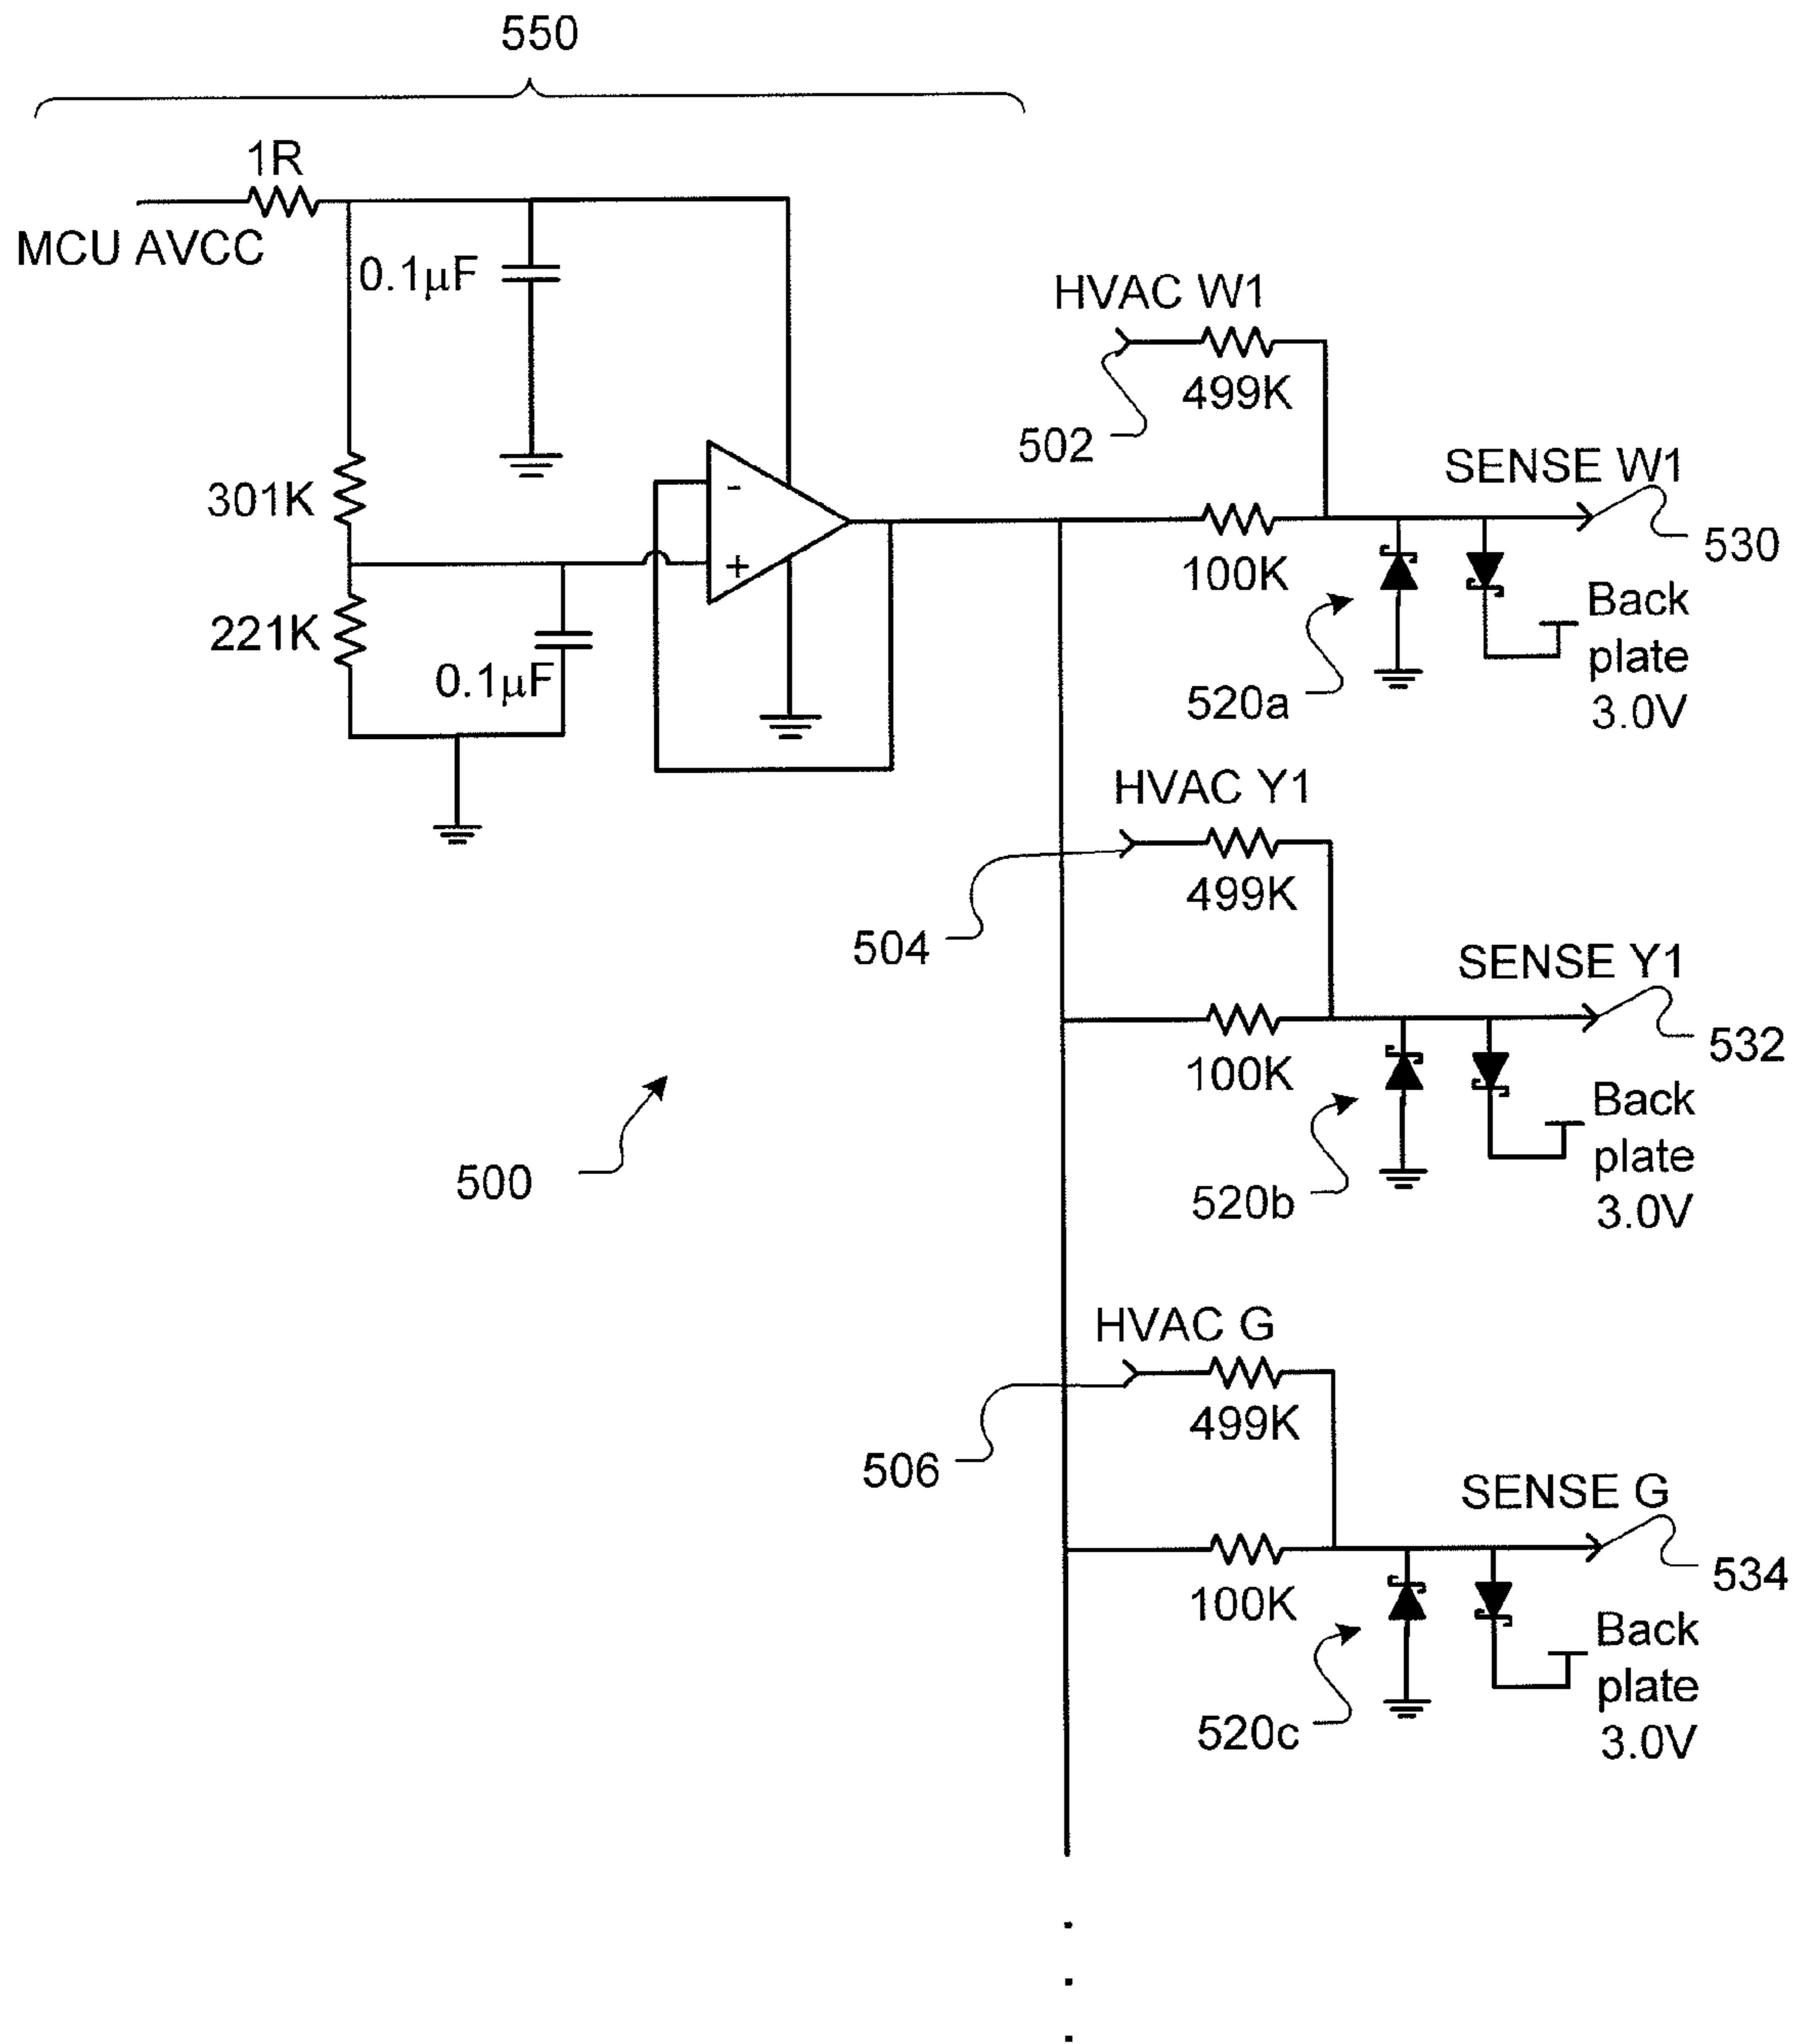 550
1R
MCU AVCC
0.1µF
HVAC W1
499K
502
SENSE W1
301K
-
530
+
100K
Back
plate
3.0V
221K
0.1µF
520a
HVAC Y1
499K
504
SENSE Y1
532
100K
Back
plate
3.0V
500
520b
HVAC G
499K
506
SENSE G
534
100K
Back
plate
3.0V
520c